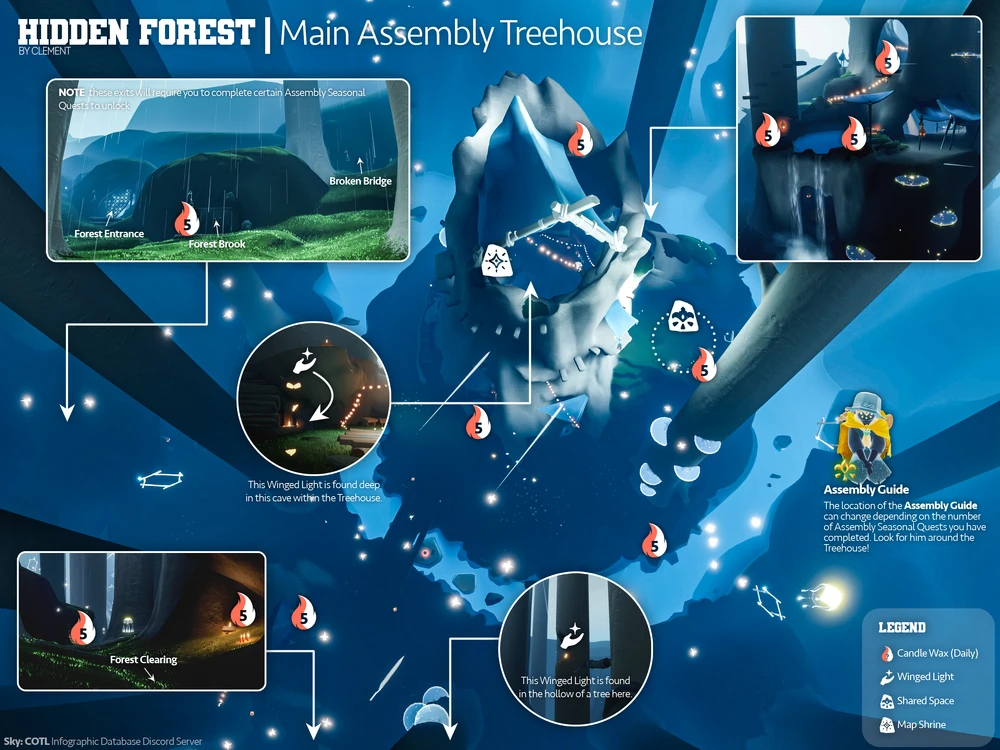 HIDDEN FOREST | Main Assembly Treehouse
BY CLEMENT
NOTE: these exits will require you to complete certain Assembly Seasonal
Quests to unlock.
Broken Bridge
Forest Entrance
5
Forest Brook
5
5
5
5
5
5
5
This Winged Light is found deep
in this cave within the Treehouse.
Assembly Guide
The location of the Assembly Guide
can change depending on the number
of Assembly Seasonal Quests you have
completed. Look for him around the
Treehouse!
5
5
5
5
Forest Clearing
This Winged Light is found
in the hollow of a tree here.
LEGEND
Candle Wax (Daily)
Winged Light
Shared Space
Map Shrine
Sky: COTL Infographic Database Discord Server